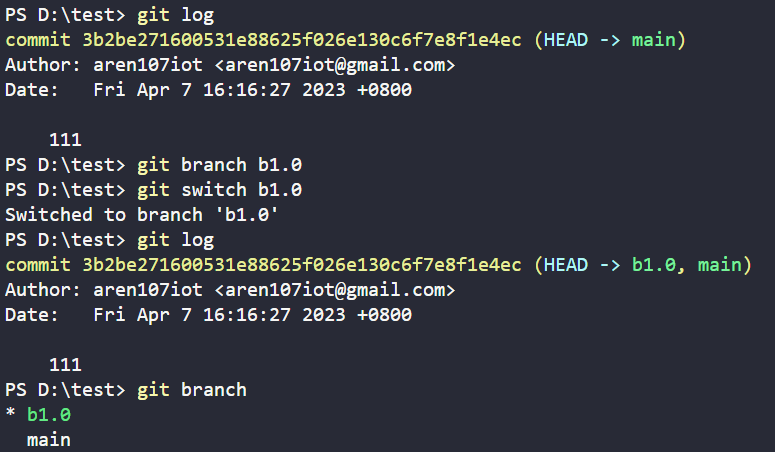 PS D:\test> git log
commit 3b2be271600531e88625f026e130c6f7e8f1e4ec (HEAD -> main)
Author: aren107iot <aren107iot@gmail.com>
Date:   Fri Apr 7 16:16:27 2023 +0800

    111
PS D:\test> git branch b1.0
PS D:\test> git switch b1.0
Switched to branch 'b1.0'
PS D:\test> git log
commit 3b2be271600531e88625f026e130c6f7e8f1e4ec (HEAD -> b1.0, main)
Author: aren107iot <aren107iot@gmail.com>
Date:   Fri Apr 7 16:16:27 2023 +0800

    111
PS D:\test> git branch
* b1.0
  main